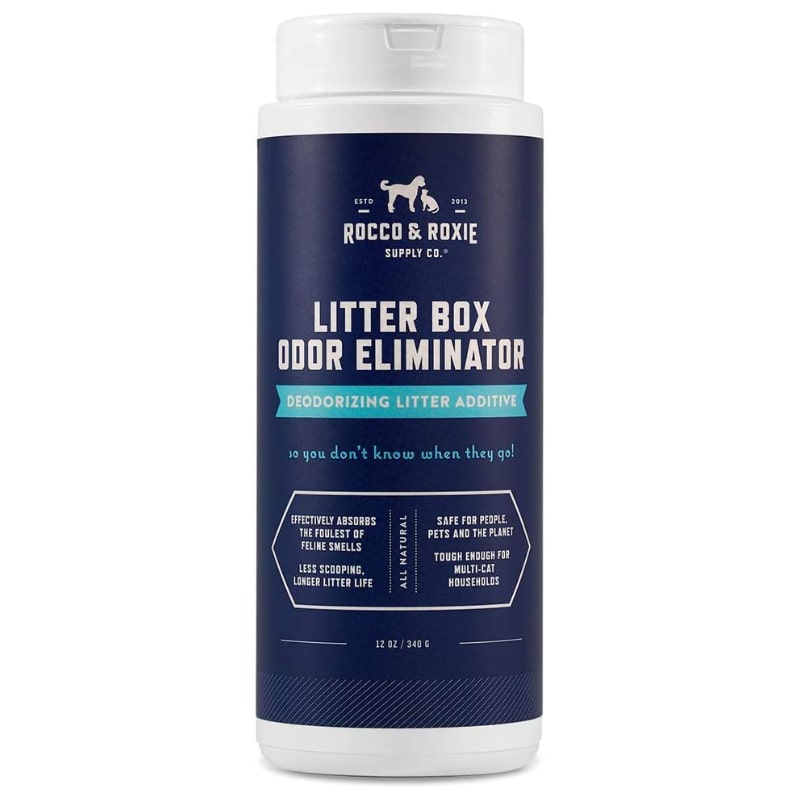 ESTD 2013
ROCCO & ROXIE
SUPPLY CO.®
LITTER BOX
ODOR ELIMINATOR
DEODORIZING LITTER ADDITIVE
so you don't know when they go!
EFFECTIVELY ABSORBS
THE FOULEST OF
FELINE SMELLS
LESS SCOOPING,
LONGER LITTER LIFE
ALL NATURAL
SAFE FOR PEOPLE,
PETS AND THE PLANET
TOUGH ENOUGH FOR
MULTI-CAT
HOUSEHOLDS
12 OZ / 340 G